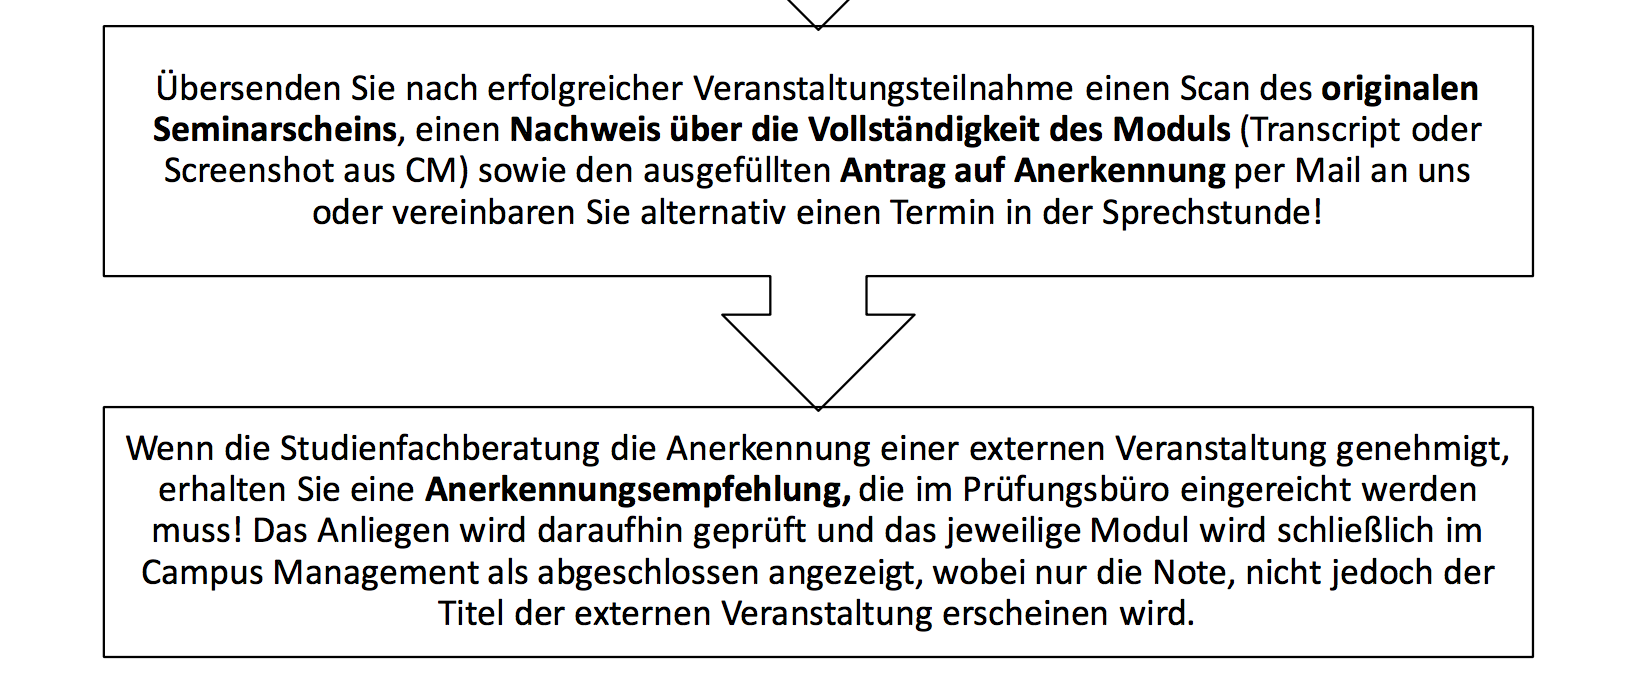 Übersenden Sie nach erfolgreicher Veranstaltungsteilnahme einen Scan des originalen
Seminarscheins, einen Nachweis über die Vollständigkeit des Moduls (Transcript oder
Screenshot aus CM) sowie den ausgefüllten Antrag auf Anerkennung per Mail an uns
oder vereinbaren Sie alternativ einen Termin in der Sprechstunde!
Wenn die Studienfachberatung die Anerkennung einer externen Veranstaltung genehmigt,
erhalten Sie eine Anerkennungsempfehlung, die im Prüfungsbüro eingereicht werden
muss! Das Anliegen wird daraufhin geprüft und das jeweilige Modul wird schließlich im
Campus Management als abgeschlossen angezeigt, wobei nur die Note, nicht jedoch der
Titel der externen Veranstaltung erscheinen wird.